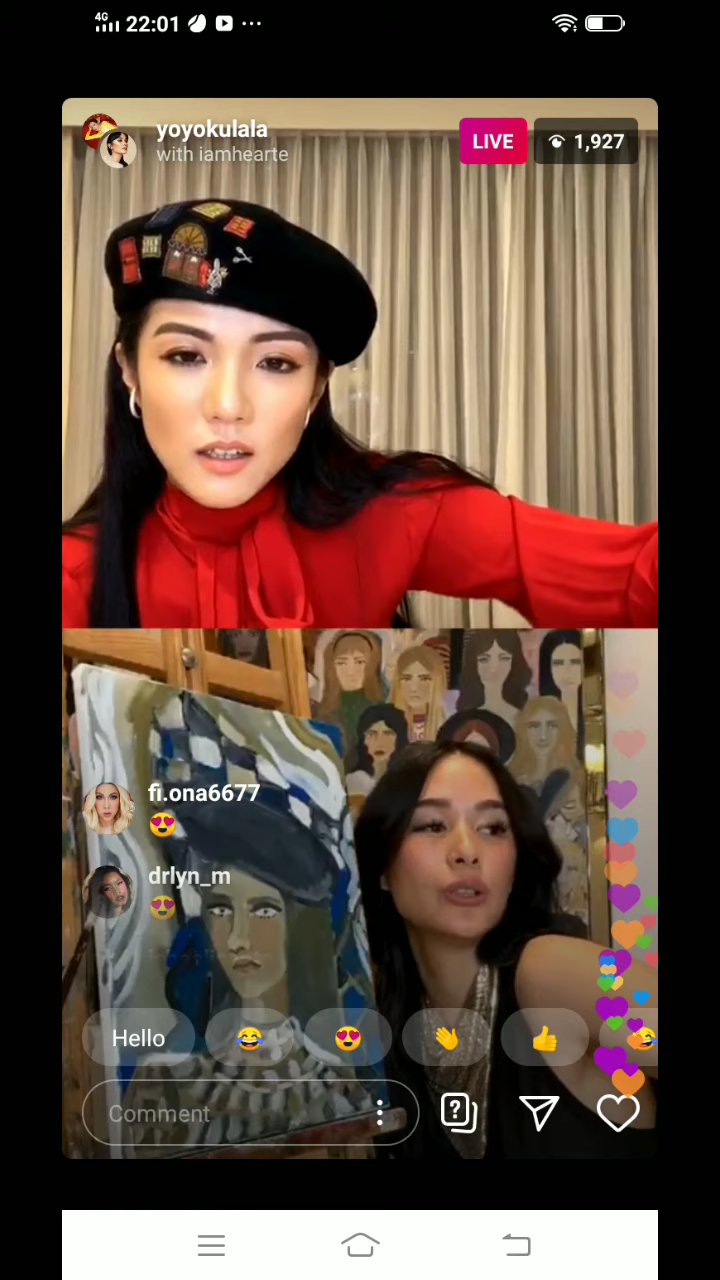 4G 22:01
yoyokulala
with iamhearte
LIVE
1,927
fi.ona6677
drlyn_m
Hello
Comment